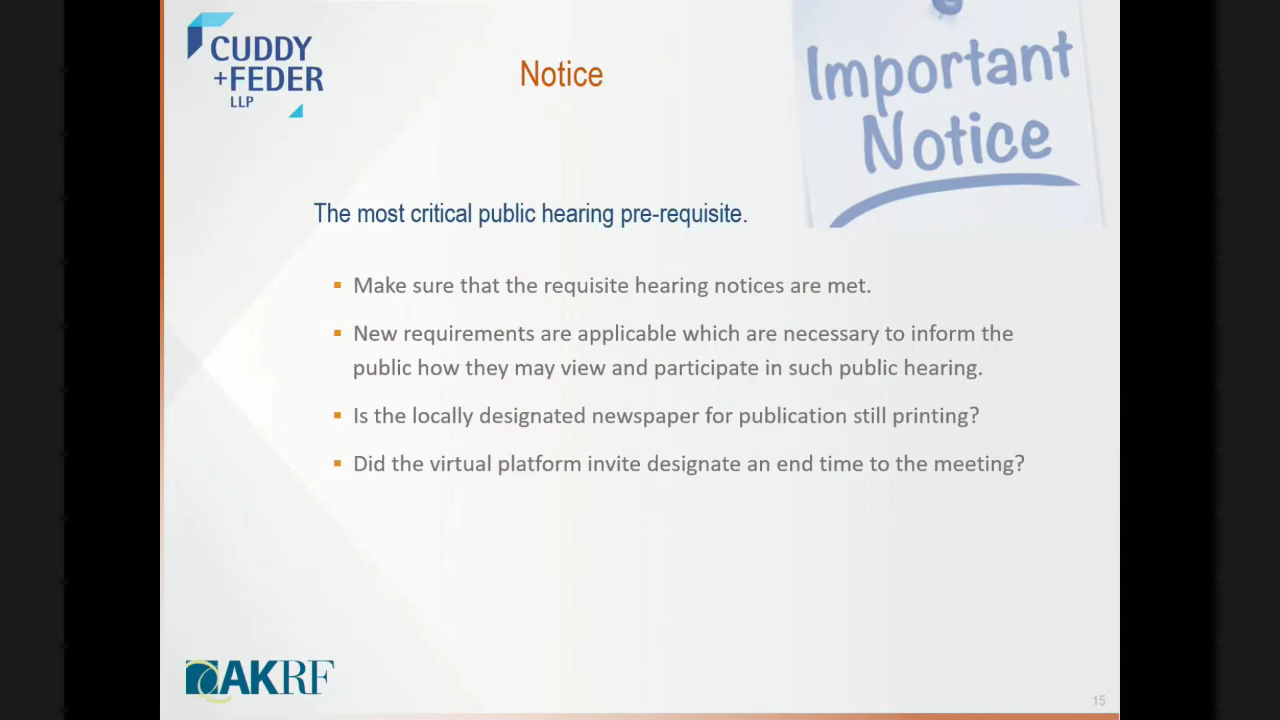 CUDDY
+FEDER
LLP
Notice
Important
Notice
The most critical public hearing pre-requisite.
Make sure that the requisite hearing notices are met.
New requirements are applicable which are necessary to inform the
public how they may view and participate in such public hearing.
Is the locally designated newspaper for publication still printing?
Did the virtual platform invite designate an end time to the meeting?
AKRF
15